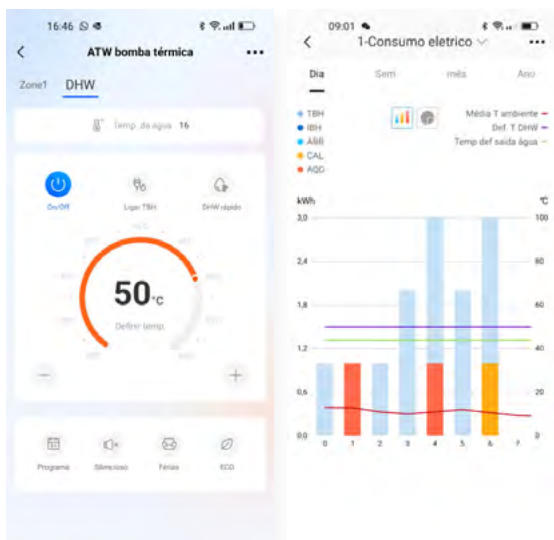 16:46
ATW bomba térmica
Zone1 DHW
Temp. da água 16
On/Off
Ligar TBH
DHW rápido
50°C
Definir temp.
Programa
Silencioso
Férias
ECO
09:01
1-Consumo eletrico
Dia Sem mês Ano
TBH
IBH
CAL
AQD
Média T ambiente
Def. T DHW
Temp def saída água
kWh
°C
3,0
100
2,4
80
1,8
60
1,2
40
0,6
20
0,0
0
0 1 2 3 4 5 6 7